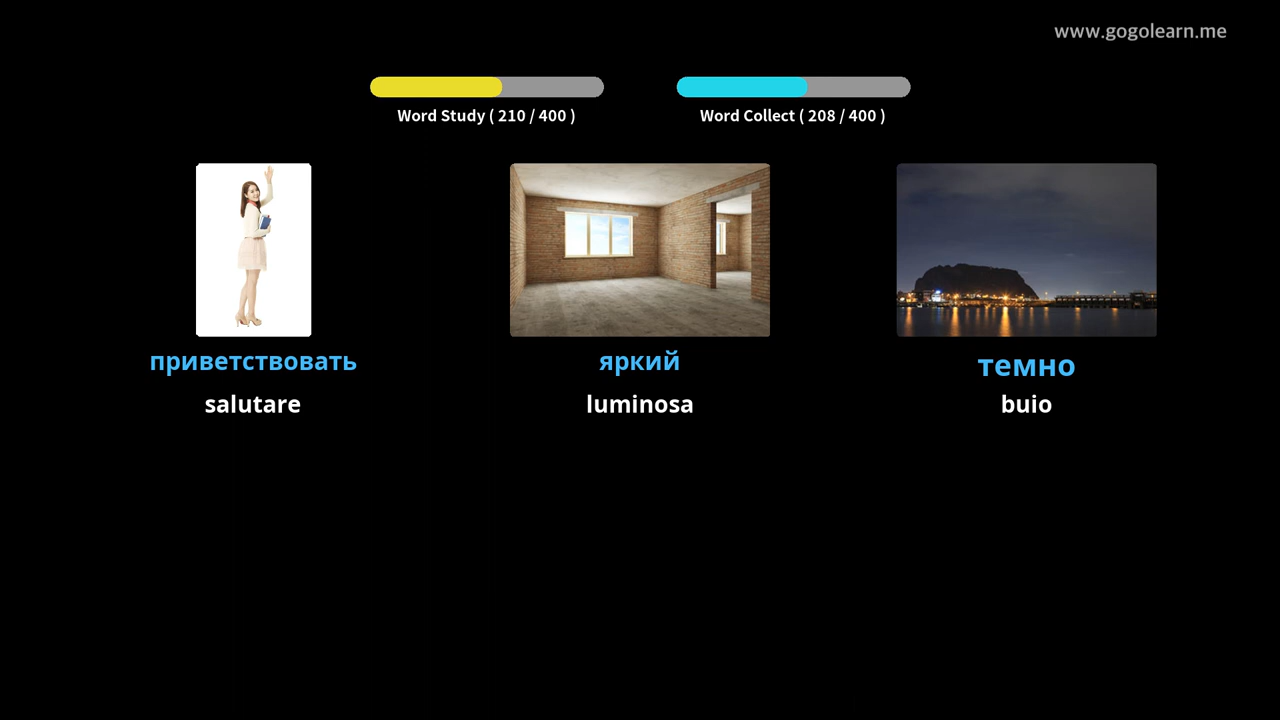 www.gogolearn.me
Word Study ( 210 / 400 )
Word Collect ( 208 / 400 )
приветствовать
яркий
темно
salutare
luminosa
buio